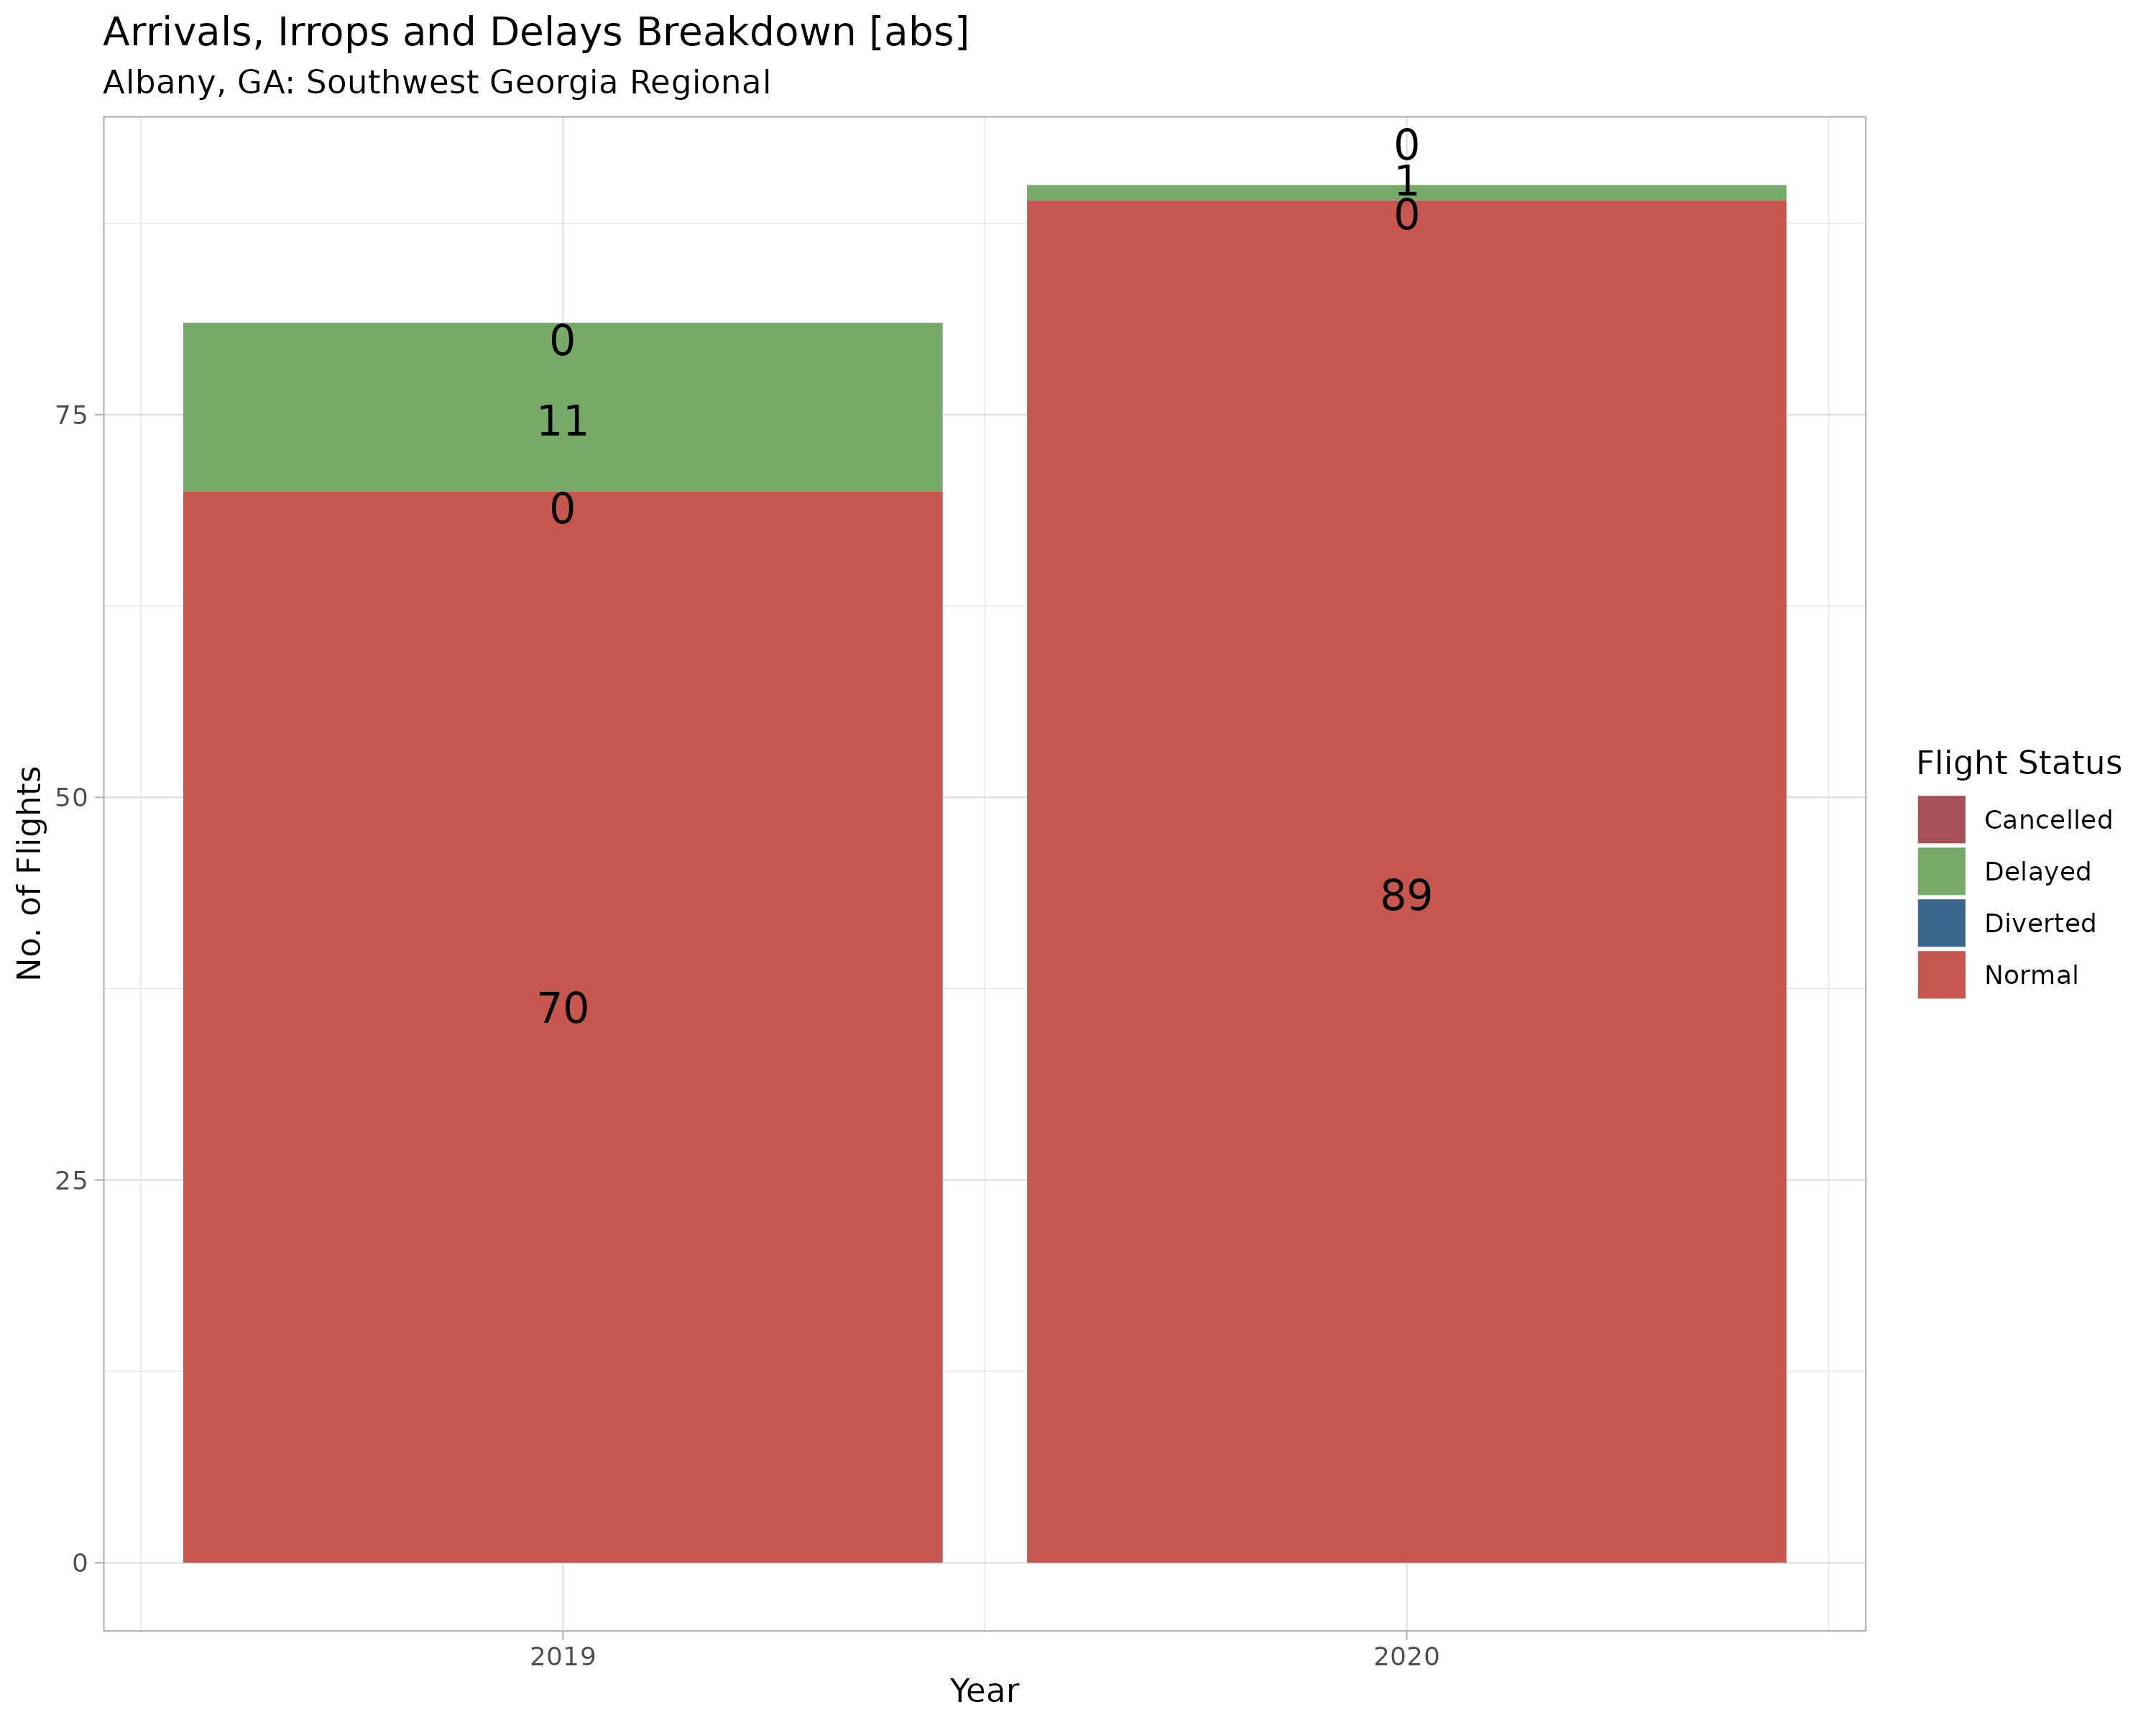 Arrivals, Irrops and Delays Breakdown [abs]
Albany, GA: Southwest Georgia Regional
0
1
0
0
11
0
89
70
75
50
25
0
No. of Flights
2019
2020
Year
Flight Status
Cancelled
Delayed
Diverted
Normal